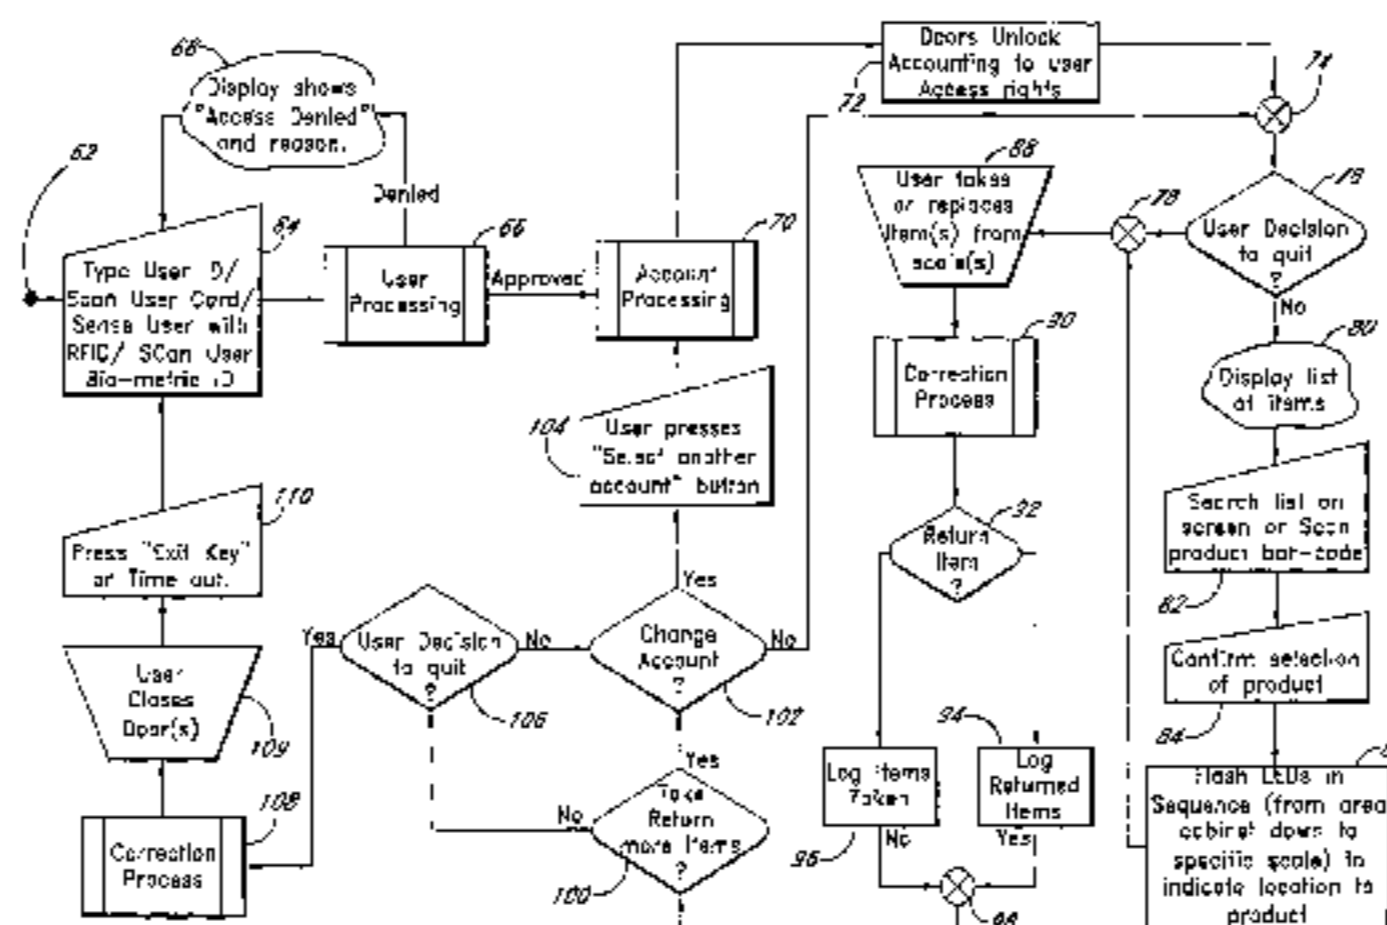 68
Display shows
"Access Denied"
and reason.
62
Denied
64
Type User ID/
Scan User Card/
Sense User with
RFID/ SCan User
Bio-metric ID
66
User
Processing
Approved
70
Account
Processing
72
Doors Unlock
Accounting to user
Access rights
74
88
User takes
or replaces
Item(s) from
scale(s)
78
76
User Decision
to quit
?
No
90
Correction
Process
80
Display list
of items
104
User presses
"Select another
account" button
92
Return
Item
?
Search list on
screen or Scan
product bar-code
82
110
Press "Exit Key"
or Time out.
Yes
User Decision
to quit
?
106
No
Change
Account
?
102
No
Yes
Confirm selection
of product
84
User
Closes
Door(s)
109
94
Log Items
Taken
96
No
Log
Returned
Items
Yes
98
Flash LEDs in
Sequence (from area
cabinet down to
specific scale) to
indicate location to
product
108
Correction
Process
Yes
No
Take
Return
more Items
?
100